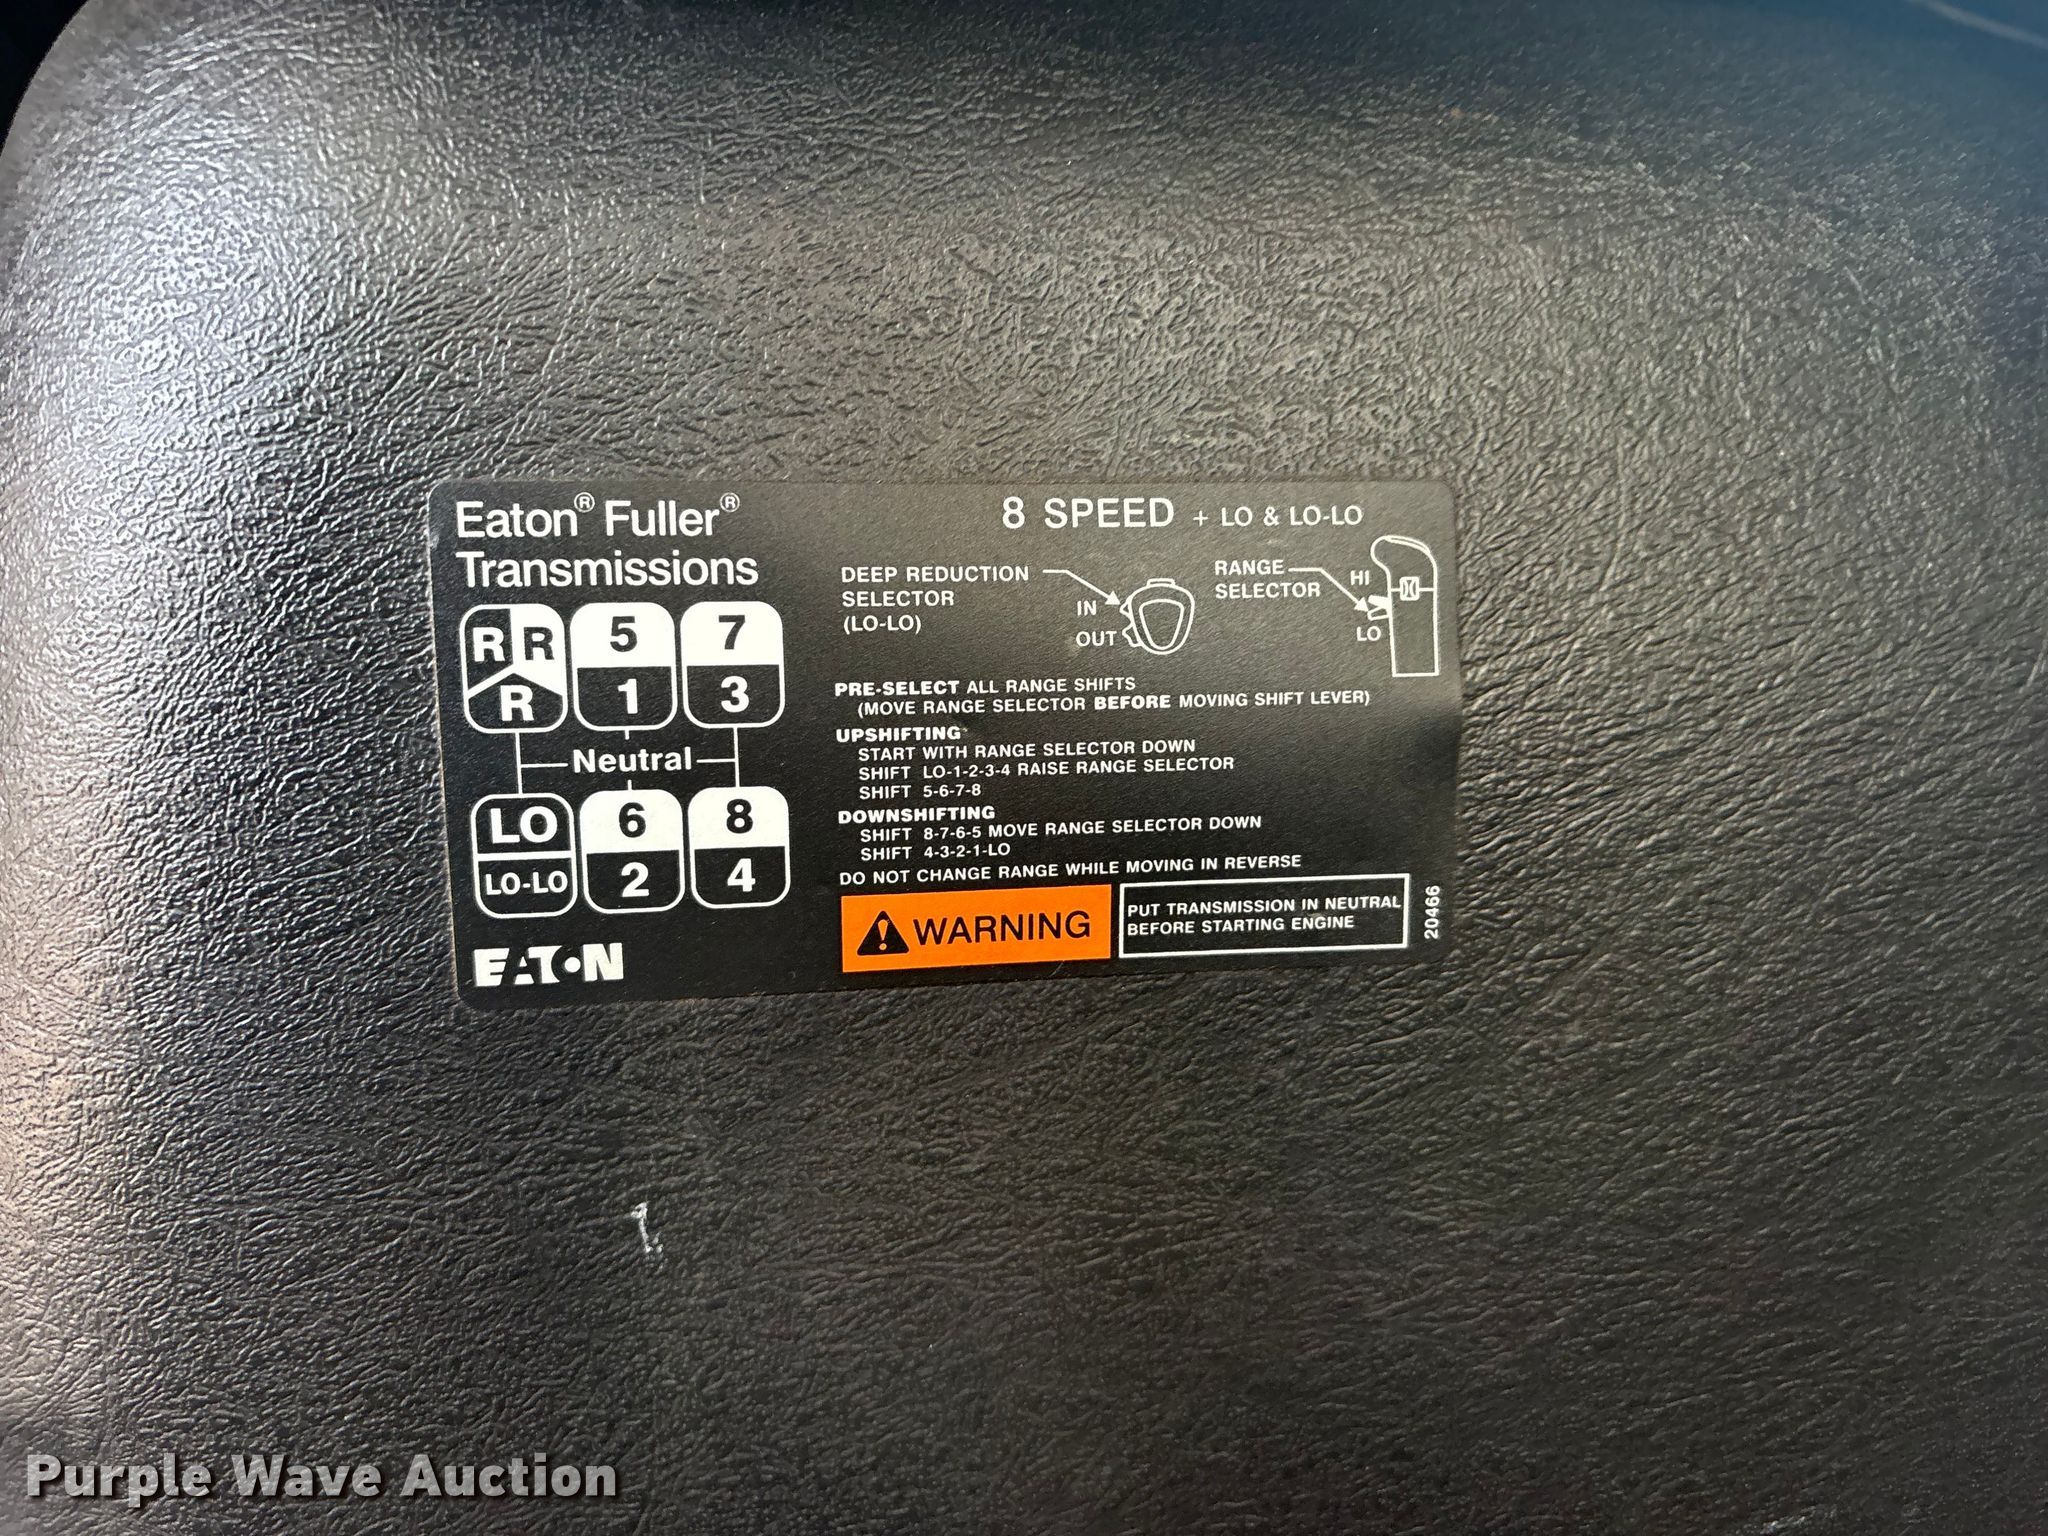 Eaton® Fuller®
Transmissions
R R 5 7
R 1 3
Neutral
LO 6 8
LO-LO 2 4
EATON
8 SPEED + LO & LO-LO
DEEP REDUCTION
SELECTOR
(LO-LO)
IN
OUT
RANGE
SELECTOR
HI
LO
PRE-SELECT ALL RANGE SHIFTS
(MOVE RANGE SELECTOR BEFORE MOVING SHIFT LEVER)
UPSHIFTING
START WITH RANGE SELECTOR DOWN
SHIFT LO-1-2-3-4 RAISE RANGE SELECTOR
SHIFT 5-6-7-8
DOWNSHIFTING
SHIFT 8-7-6-5 MOVE RANGE SELECTOR DOWN
SHIFT 4-3-2-1-LO
DO NOT CHANGE RANGE WHILE MOVING IN REVERSE
WARNING
PUT TRANSMISSION IN NEUTRAL
BEFORE STARTING ENGINE
20466
Purple Wave Auction